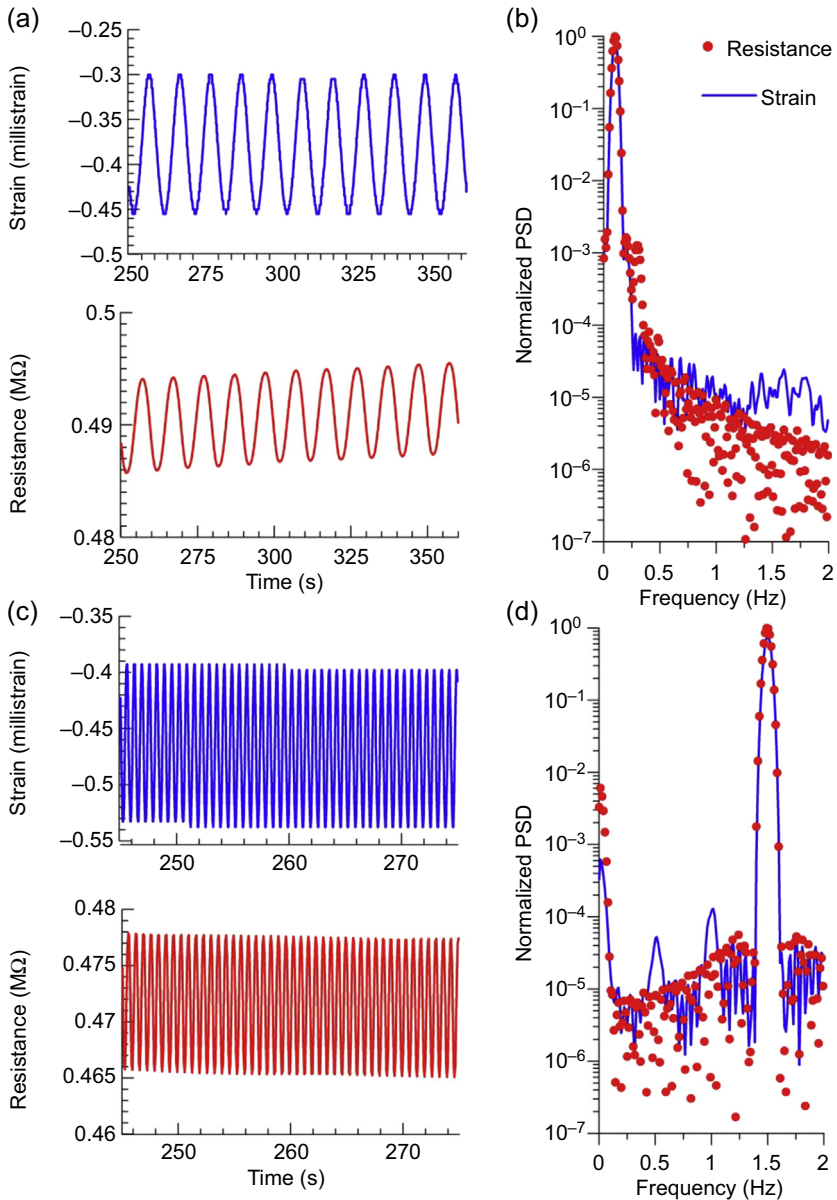 (a)
Strain (millistrain)
–0.25
–0.3
–0.35
–0.4
–0.45
–0.5
250 275 300 325 350
Resistance (MΩ)
0.5
0.49
0.48
250 275 300 325 350
Time (s)
(b)
Normalized PSD
10⁰
10⁻¹
10⁻²
10⁻³
10⁻⁴
10⁻⁵
10⁻⁶
10⁻⁷
0 0.5 1 1.5 2
Frequency (Hz)
Resistance
Strain
(c)
Strain (millistrain)
–0.35
–0.4
–0.45
–0.5
–0.55
250 260 270
Resistance (MΩ)
0.48
0.475
0.47
0.465
0.46
250 260 270
Time (s)
(d)
Normalized PSD
10⁰
10⁻¹
10⁻²
10⁻³
10⁻⁴
10⁻⁵
10⁻⁶
10⁻⁷
0 0.5 1 1.5 2
Frequency (Hz)